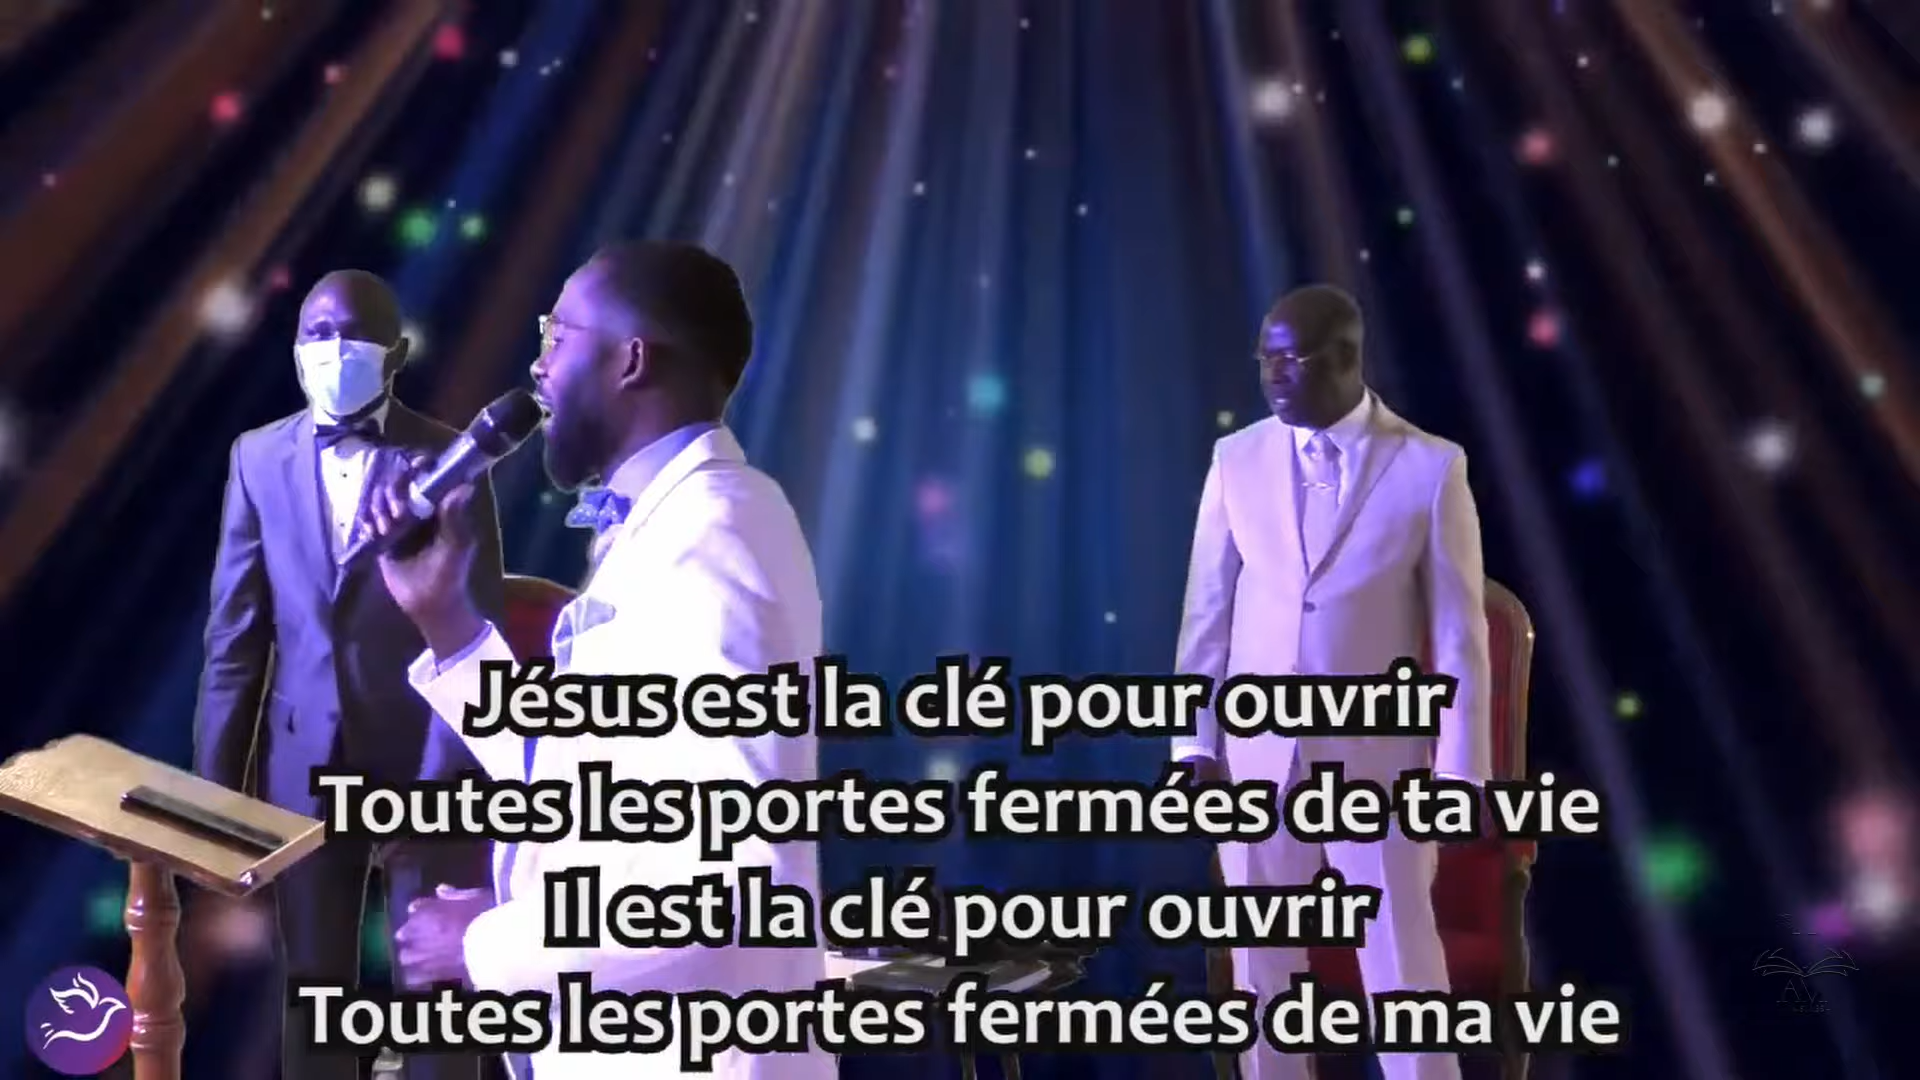 Jésus est la clé pour ouvrir
Toutes les portes fermées de ta vie
Il est la clé pour ouvrir
Toutes les portes fermées de ma vie